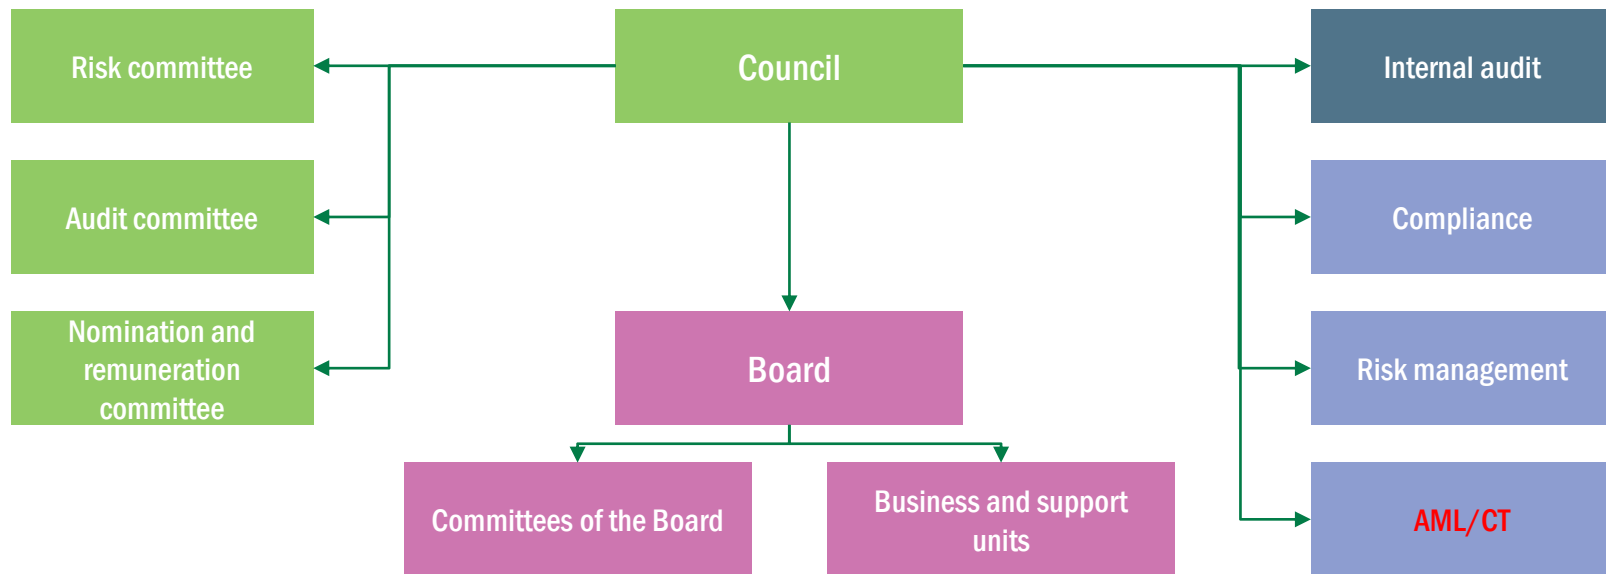 Risk committee
Council
Internal audit
Audit committee
Compliance
Nomination and
remuneration
committee
Board
Risk management
Committees of the Board
Business and support
units
AML/CT